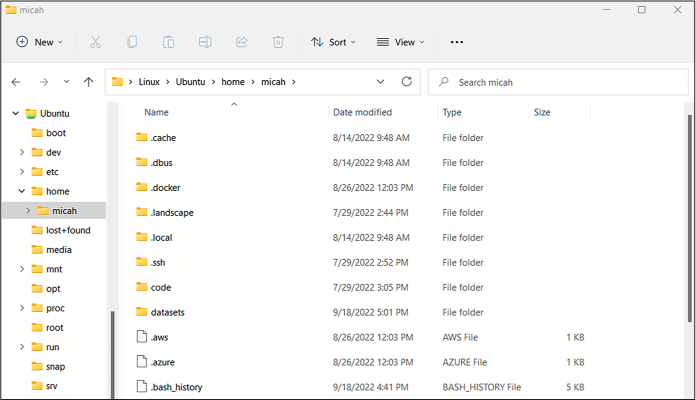 micah
New Sort View
Linux Ubuntu home micah Search micah
Ubuntu
boot
dev
etc
home
micah
lost+found
media
mnt
opt
proc
root
run
snap
srv
Name Date modified Type Size
.cache 8/14/2022 9:48 AM File folder
.dbus 8/14/2022 9:48 AM File folder
.docker 8/26/2022 12:03 PM File folder
.landscape 7/29/2022 2:44 PM File folder
.local 8/14/2022 9:48 AM File folder
.ssh 7/29/2022 2:52 PM File folder
code 7/29/2022 3:05 PM File folder
datasets 9/18/2022 5:01 PM File folder
.aws 8/26/2022 12:03 PM AWS File 1 KB
.azure 8/26/2022 12:03 PM AZURE File 1 KB
.bash_history 9/18/2022 4:41 PM BASH_HISTORY File 5 KB